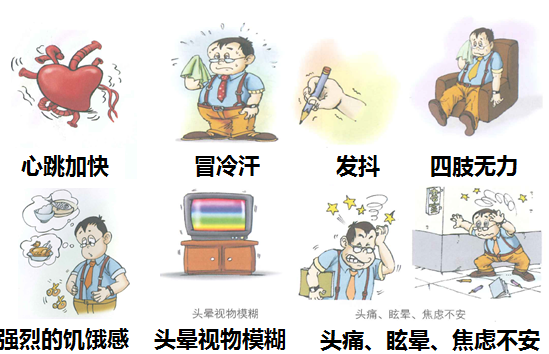 心跳加快
冒冷汗
发抖
四肢无力
头晕视物模糊
头痛、眩晕、焦虑不安
强烈的饥饿感
头晕视物模糊
头痛、眩晕、焦虑不安